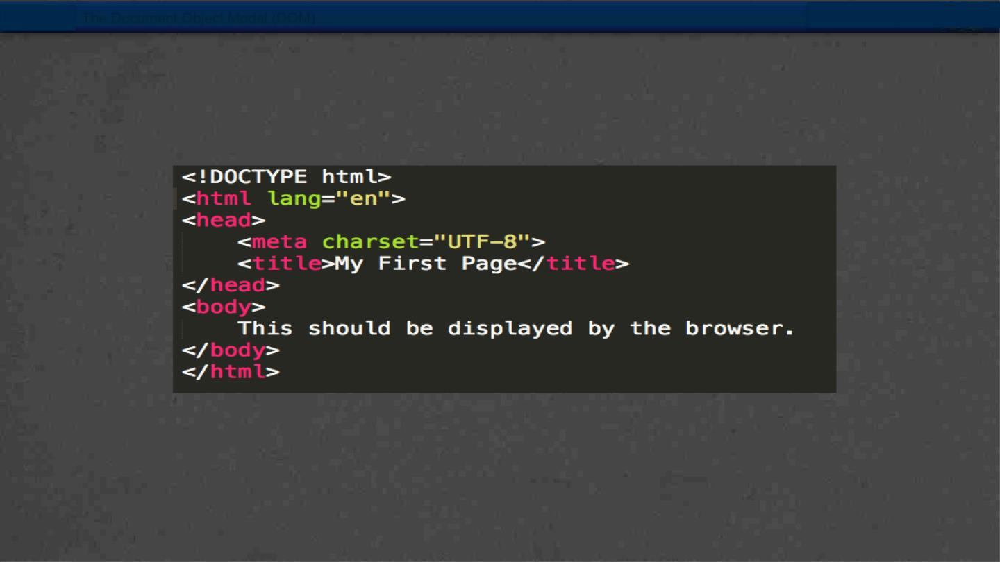 The Document Object Model (DOM)
<!DOCTYPE html>
<html lang="en">
<head>
    <meta charset="UTF-8">
    <title>My First Page</title>
</head>
<body>
    This should be displayed by the browser.
</body>
</html>